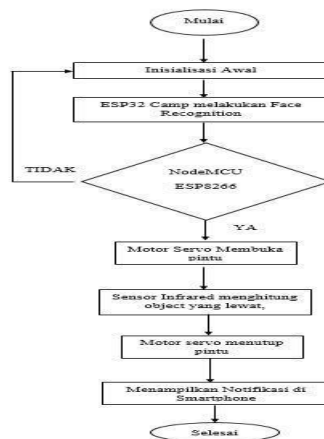 Mulai
Inisialisasi Awal
ESP32 Camp melakukan Face
Recognition
NodeMCU
ESP8266
TIDAK
YA
Motor Servo Membuka
pintu
Sensor Infrared menghitung
object yang lewat,
Motor servo menutup
pintu
Menampilkan Notifikasi di
Smartphone
Selesai